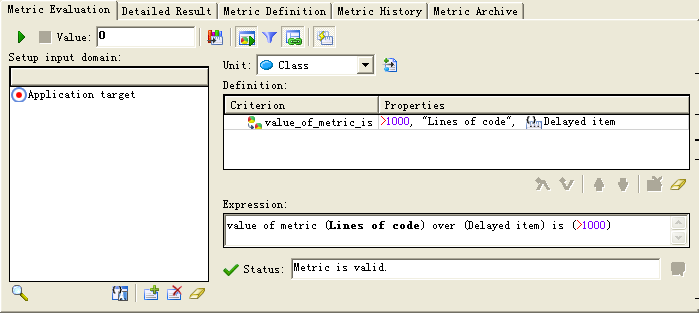 Metric Evaluation Detailed Result Metric Definition Metric History Metric Archive
Value: 0
Setup input domain:
Application target
Unit: Class
Definition:
Criterion Properties
value_of_metric_is >1000, "Lines of code", Delayed item
Expression:
value of metric (Lines of code) over (Delayed item) is (>1000)
Status: Metric is valid.